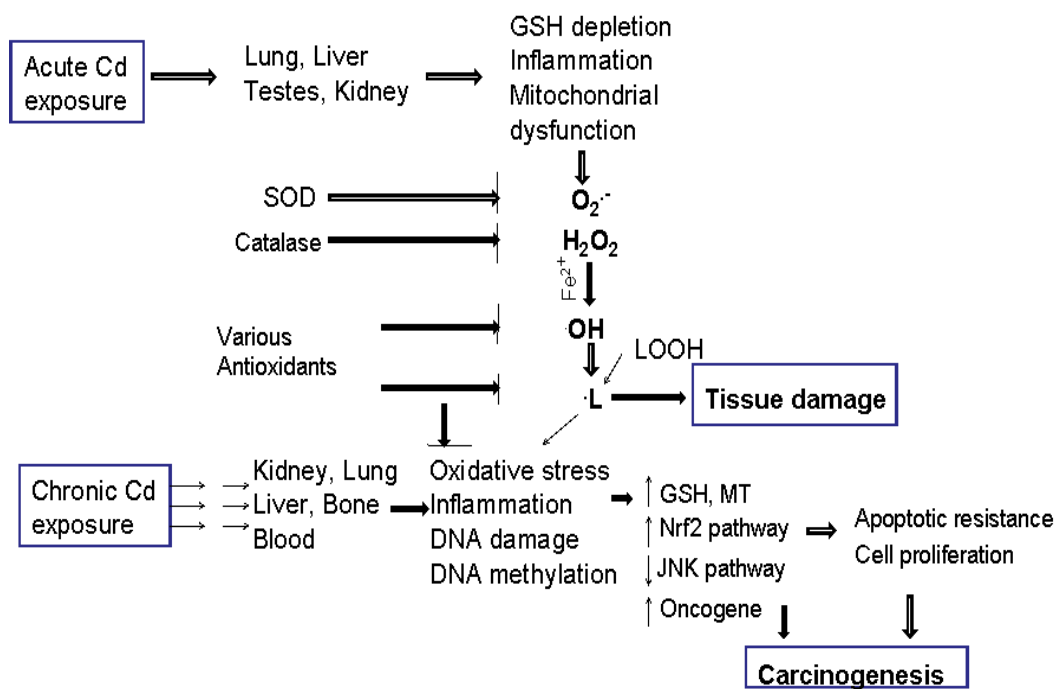 Acute Cd
exposure
Lung, Liver
Testes, Kidney
GSH depletion
Inflammation
Mitochondrial
dysfunction
SOD
O₂·⁻
Catalase
H₂O₂
Fe²⁺
Various
Antioxidants
·OH
LOOH
·L
Tissue damage
Chronic Cd
exposure
Kidney, Lung
Liver, Bone
Blood
Oxidative stress
Inflammation
DNA damage
DNA methylation
↑ GSH, MT
↑ Nrf2 pathway
↓ JNK pathway
↑ Oncogene
Apoptotic resistance
Cell proliferation
Carcinogenesis